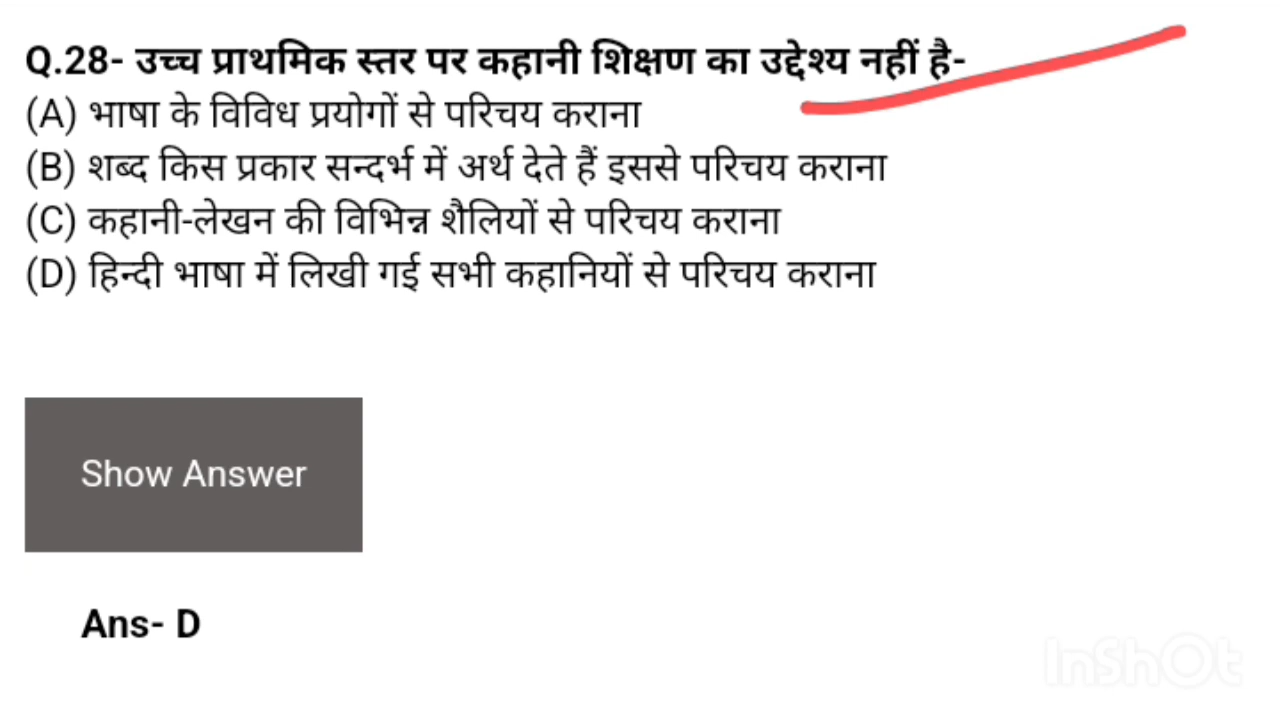 Q.28- उच्च प्राथमिक स्तर पर कहानी शिक्षण का उद्देश्य नहीं है-
(A) भाषा के विविध प्रयोगों से परिचय कराना
(B) शब्द किस प्रकार सन्दर्भ में अर्थ देते हैं इससे परिचय कराना
(C) कहानी-लेखन की विभिन्न शैलियों से परिचय कराना
(D) हिन्दी भाषा में लिखी गई सभी कहानियों से परिचय कराना
Show Answer
Ans- D
InShOt